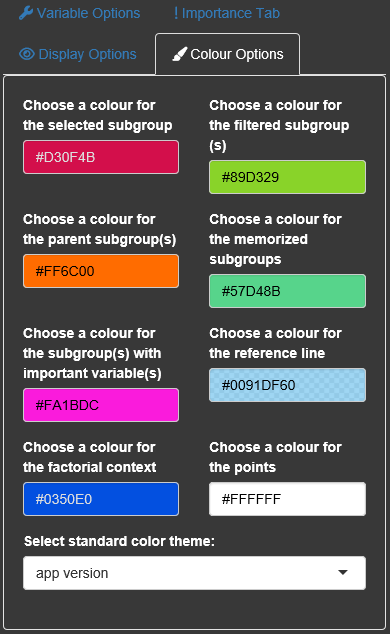 Variable Options
! Importance Tab
Display Options
Colour Options
Choose a colour for
the selected subgroup
#D30F4B
Choose a colour for
the filtered subgroup
(s)
#89D329
Choose a colour for
the parent subgroup(s)
#FF6C00
Choose a colour for
the memorized
subgroups
#57D48B
Choose a colour for
the subgroup(s) with
important variable(s)
#FA1BDC
Choose a colour for
the reference line
#0091DF60
Choose a colour for
the factorial context
#0350E0
Choose a colour for
the points
#FFFFFF
Select standard color theme:
app version